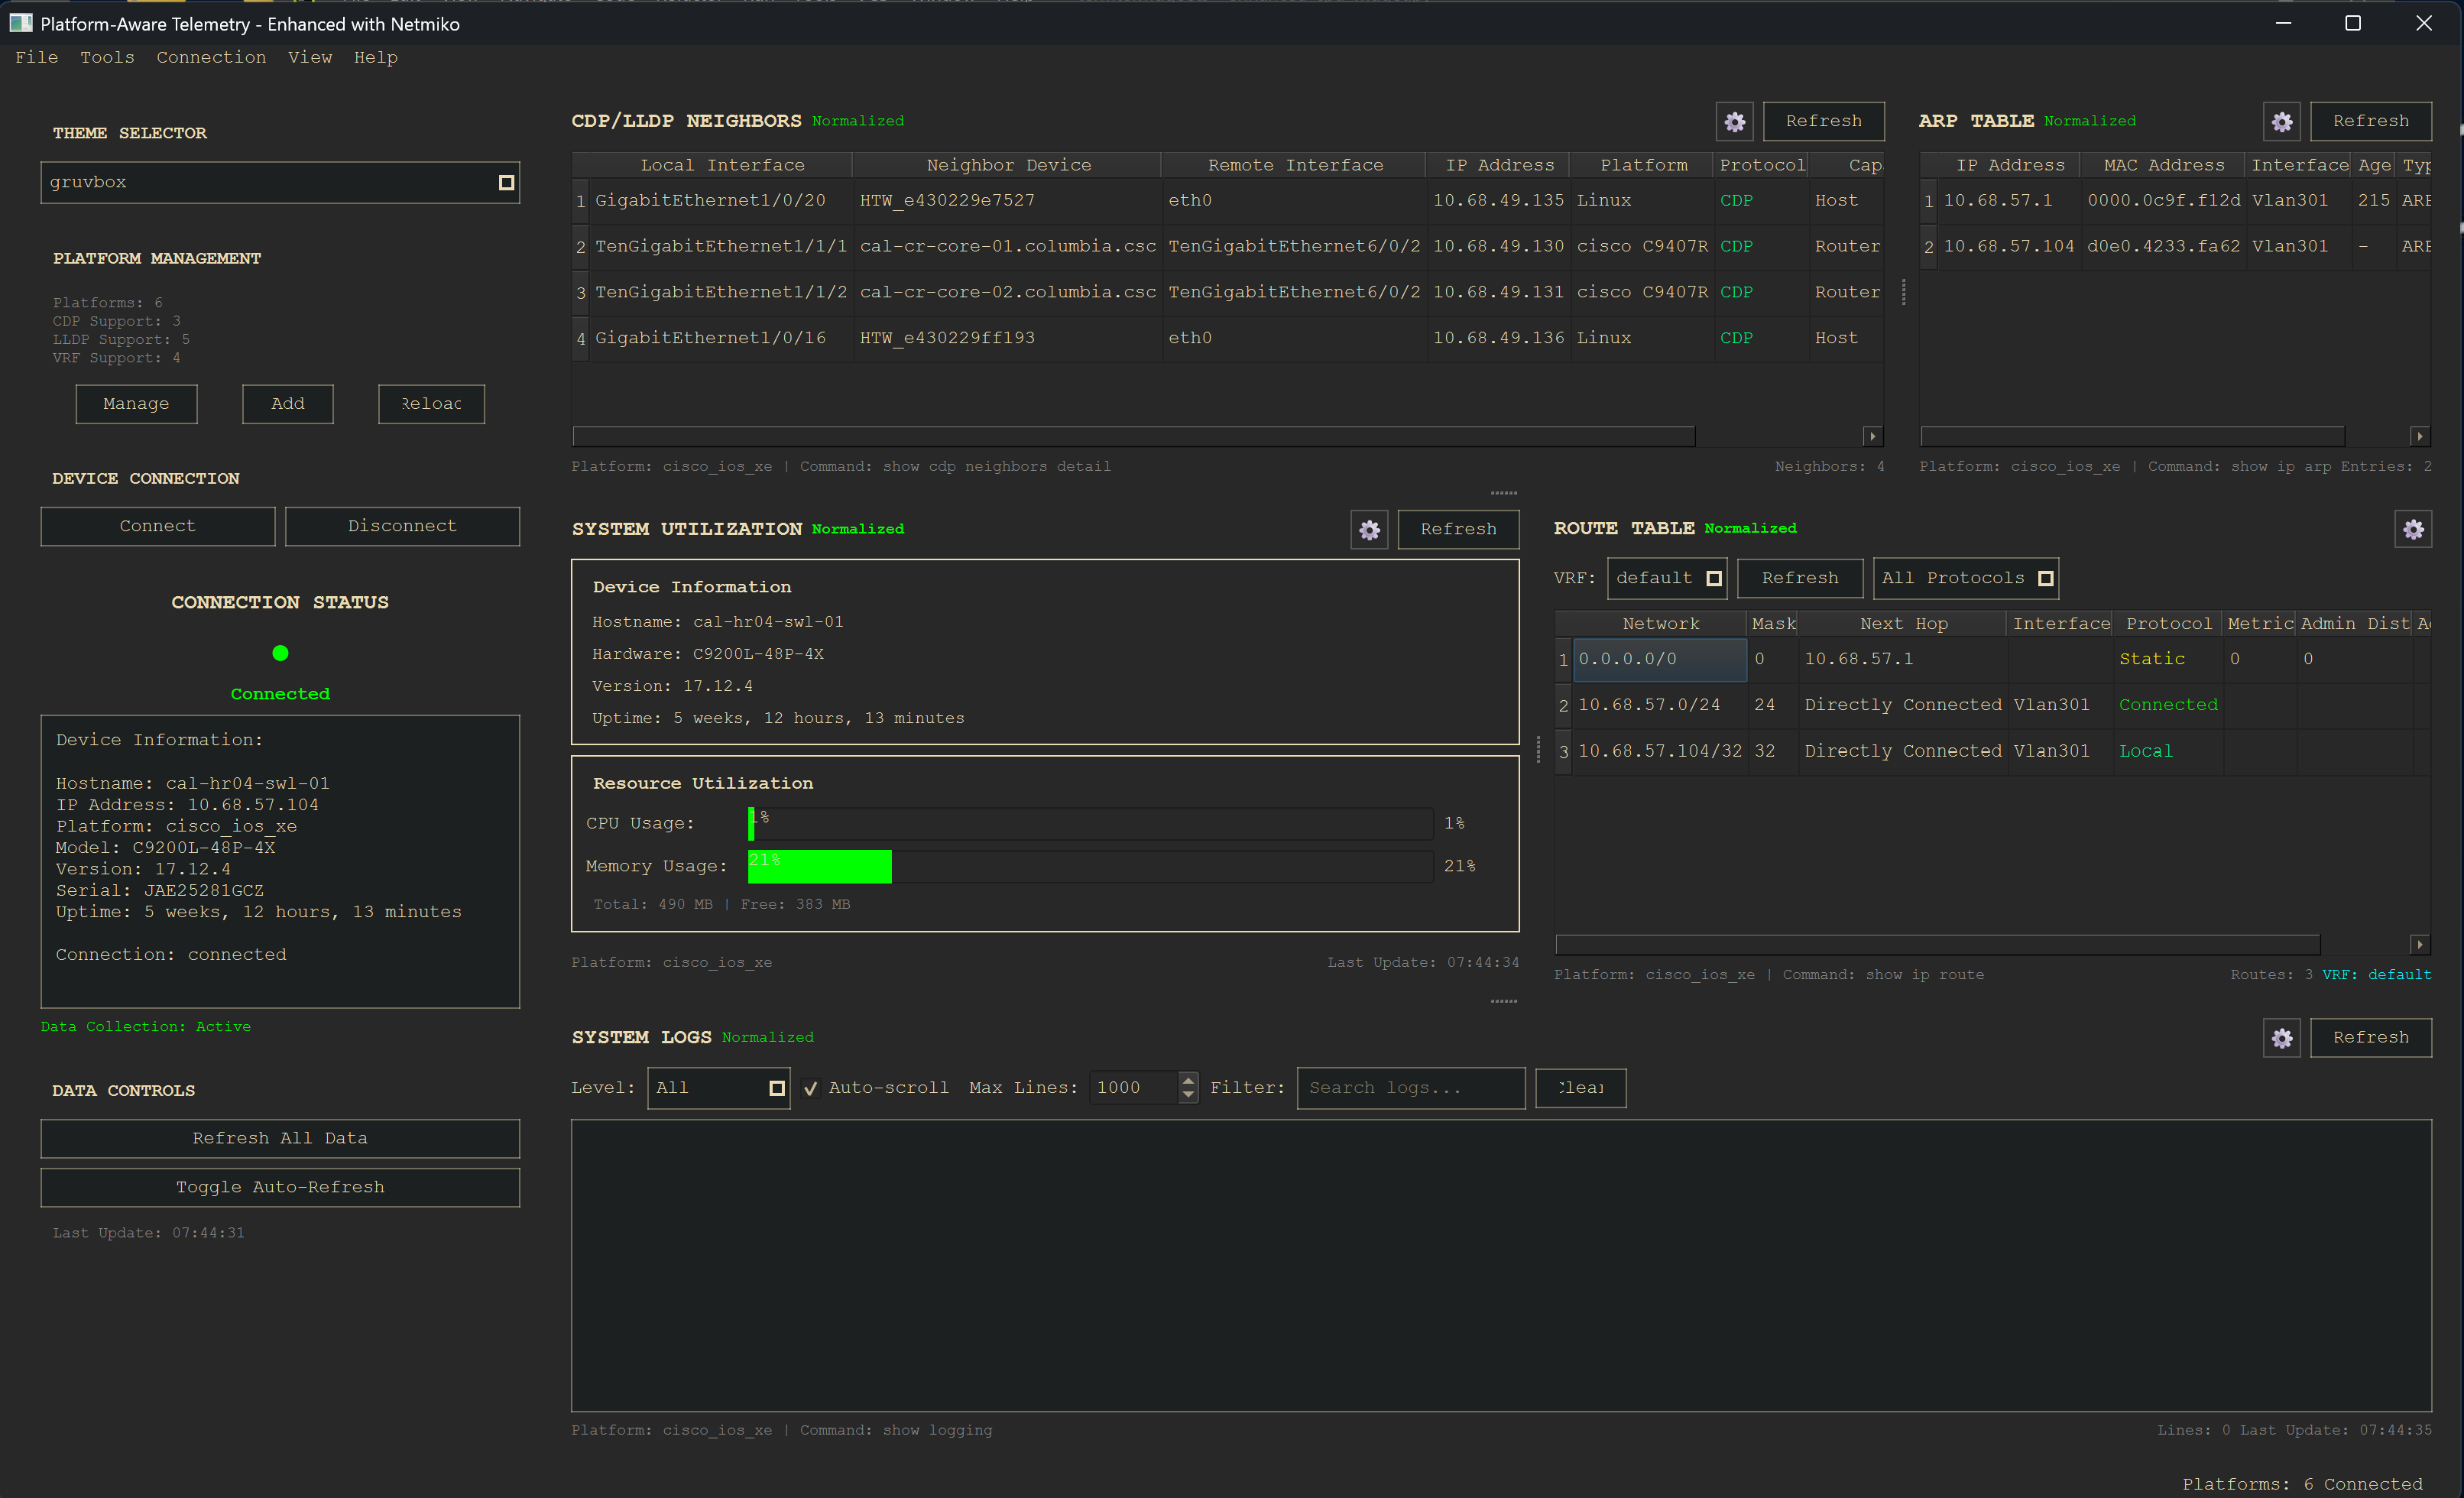 Platform-Aware Telemetry - Enhanced with Netmiko
File Tools Connection View Help
THEME SELECTOR
gruvbox
PLATFORM MANAGEMENT
Platforms: 6
CDP Support: 3
LLDP Support: 5
VRF Support: 4
Manage Add Reload
DEVICE CONNECTION
Connect Disconnect
CONNECTION STATUS
Connected
Device Information:
Hostname: cal-hr04-swl-01
IP Address: 10.68.57.104
Platform: cisco_ios_xe
Model: C9200L-48P-4X
Version: 17.12.4
Serial: JAE25281GCZ
Uptime: 5 weeks, 12 hours, 13 minutes
Connection: connected
Data Collection: Active
DATA CONTROLS
Refresh All Data
Toggle Auto-Refresh
Last Update: 07:44:31
CDP/LLDP NEIGHBORS Normalized Refresh
Local Interface Neighbor Device Remote Interface IP Address Platform Protocol Cap
1 GigabitEthernet1/0/20 HTW_e430229e7527 eth0 10.68.49.135 Linux CDP Host
2 TenGigabitEthernet1/1/1 cal-cr-core-01.columbia.csc TenGigabitEthernet6/0/2 10.68.49.130 cisco C9407R CDP Router
3 TenGigabitEthernet1/1/2 cal-cr-core-02.columbia.csc TenGigabitEthernet6/0/2 10.68.49.131 cisco C9407R CDP Router
4 GigabitEthernet1/0/16 HTW_e430229ff193 eth0 10.68.49.136 Linux CDP Host
Platform: cisco_ios_xe | Command: show cdp neighbors detail Neighbors: 4
ARP TABLE Normalized Refresh
IP Address MAC Address Interface Age Typ
1 10.68.57.1 0000.0c9f.f12d Vlan301 215 ARP
2 10.68.57.104 d0e0.4233.fa62 Vlan301 - ARP
Platform: cisco_ios_xe | Command: show ip arp Entries: 2
SYSTEM UTILIZATION Normalized Refresh
Device Information
Hostname: cal-hr04-swl-01
Hardware: C9200L-48P-4X
Version: 17.12.4
Uptime: 5 weeks, 12 hours, 13 minutes
Resource Utilization
CPU Usage: 1% 1%
Memory Usage: 21% 21%
Total: 490 MB | Free: 383 MB
Platform: cisco_ios_xe Last Update: 07:44:34
ROUTE TABLE Normalized
VRF: default Refresh All Protocols
Network Mask Next Hop Interface Protocol Metric Admin Dist
1 0.0.0.0/0 0 10.68.57.1 Static 0 0
2 10.68.57.0/24 24 Directly Connected Vlan301 Connected
3 10.68.57.104/32 32 Directly Connected Vlan301 Local
Platform: cisco_ios_xe | Command: show ip route Routes: 3 VRF: default
SYSTEM LOGS Normalized Refresh
Level: All Auto-scroll Max Lines: 1000 Filter: Search logs... Clear
Platform: cisco_ios_xe | Command: show logging Lines: 0 Last Update: 07:44:35
Platforms: 6 Connected